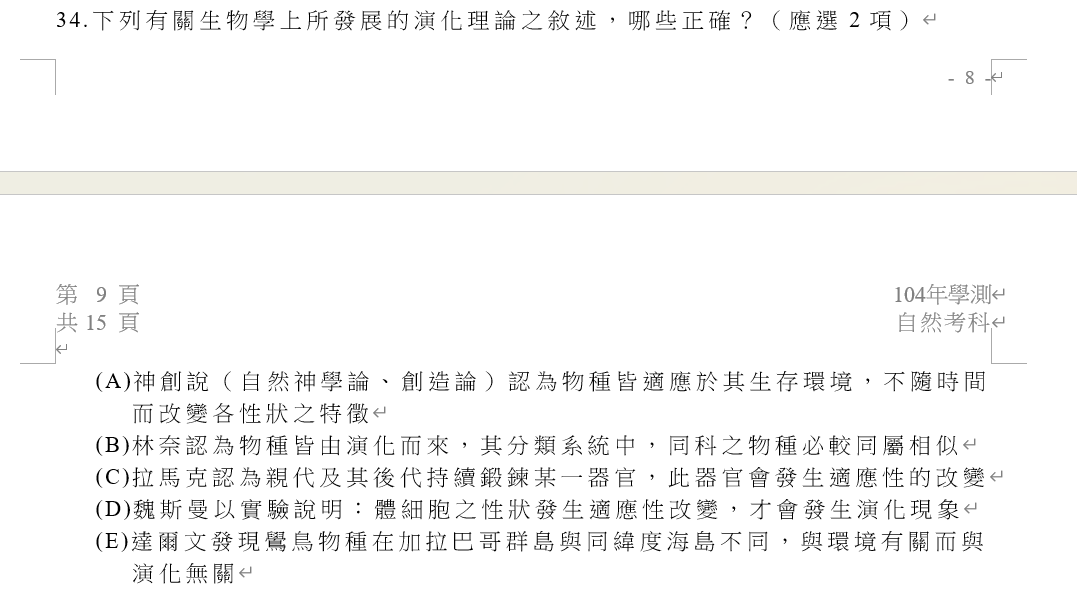 34.下列有關生物學上所發展的演化理論之敘述，哪些正確？（應選 2 項）↵
- 8 -↵
第 9 頁
104年學測↵
共 15 頁
自然考科↵
↵
(A)神創說（自然神學論、創造論）認為物種皆適應於其生存環境，不隨時間
而改變各性狀之特徵↵
(B)林奈認為物種皆由演化而來，其分類系統中，同科之物種必較同屬相似↵
(C)拉馬克認為親代及其後代持續鍛鍊某一器官，此器官會發生適應性的改變↵
(D)魏斯曼以實驗說明：體細胞之性狀發生適應性改變，才會發生演化現象↵
(E)達爾文發現鷽鳥物種在加拉巴哥群島與同緯度海島不同，與環境有關而與
演化無關↵